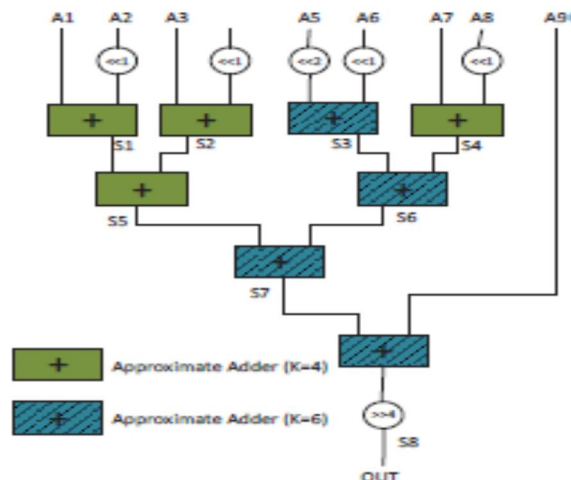 A1 A2 A3 A5 A6 A7 A8 A9
<<1 <<1 <<2 <<1 <<1
+ + + +
S1 S2 S3 S4
+ +
S5 S6
+
S7
+
+ Approximate Adder (K=4)
+ Approximate Adder (K=6)
>>4
S8
OUT